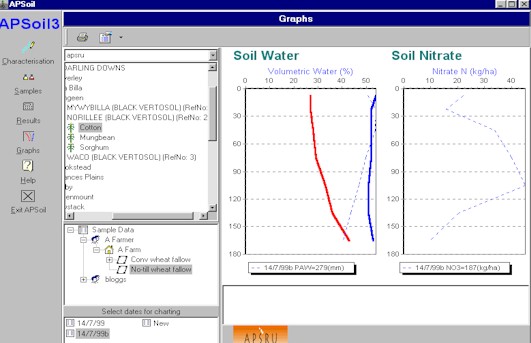 APSoil
Graphs
APSoil3
Characterisation
Samples
Results
Graphs
Help
Exit APSoil
apsru
DARLING DOWNS
verley
Billa
geen
MYWYBILLA (BLACK VERTOSOL) (RefNo:
NORILLEE (BLACK VERTOSOL) (RefNo: 2
Cotton
Mungbean
Sorghum
WACO (BLACK VERTOSOL) (RefNo: 3)
okstead
ances Plains
by
enmount
vstack
Sample Data
A Farmer
A Farm
Conv wheat fallow
No-till wheat fallow
bloggs
Select dates for charting
14/7/99
New
14/7/99b
Soil Water
Volumetric Water (%)
0 10 20 30 40 50
0
30
60
90
120
150
180
14/7/99b PAW=279(mm)
Soil Nitrate
Nitrate N (kg/ha)
0 10 20 30 40
0
30
60
90
120
150
180
14/7/99b NO3=187(kg/ha)
APSRU